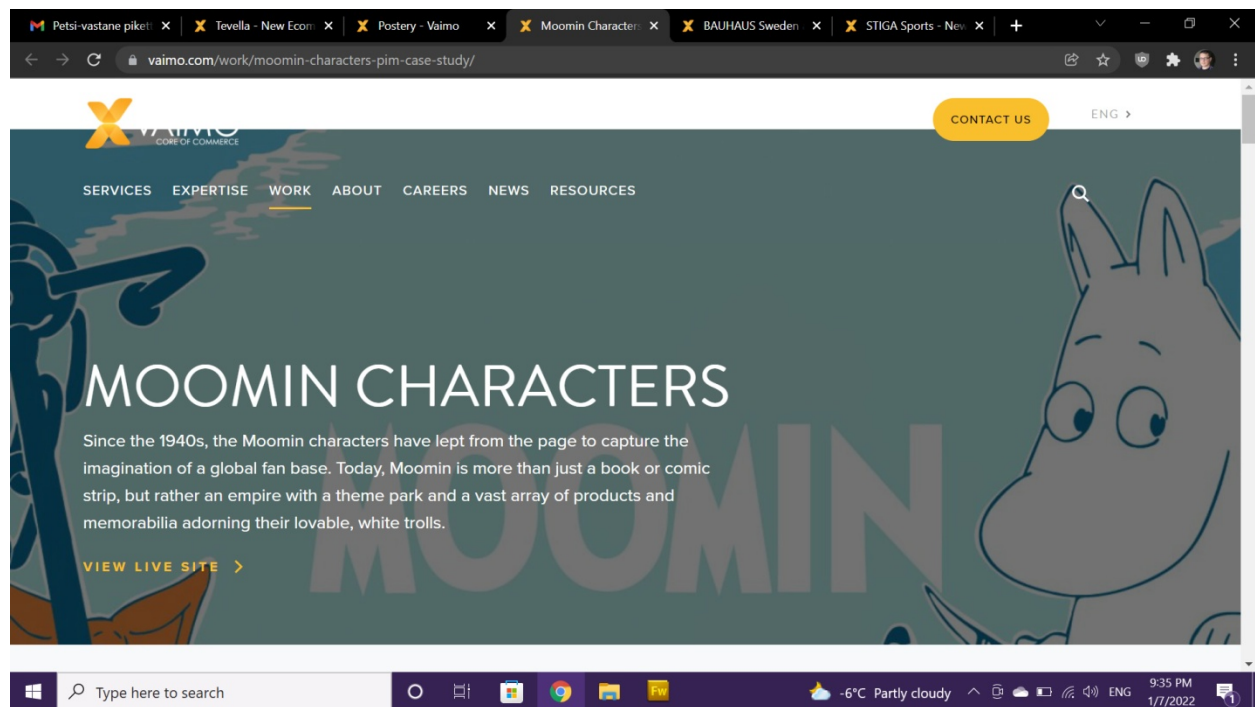 Petsi-vastane piket
Tevella - New Ecom
Postery - Vaimo
Moomin Characters
BAUHAUS Sweden
STIGA Sports - New
vaimo.com/work/moomin-characters-pim-case-study/
VAIMO
CORE OF COMMERCE
CONTACT US
ENG >
SERVICES EXPERTISE WORK ABOUT CAREERS NEWS RESOURCES
MOOMIN CHARACTERS
Since the 1940s, the Moomin characters have lept from the page to capture the
imagination of a global fan base. Today, Moomin is more than just a book or comic
strip, but rather an empire with a theme park and a vast array of products and
memorabilia adorning their lovable, white trolls.
VIEW LIVE SITE >
MOOMIN
Type here to search
Fw
-6°C Partly cloudy
ENG
9:35 PM
1/7/2022
1